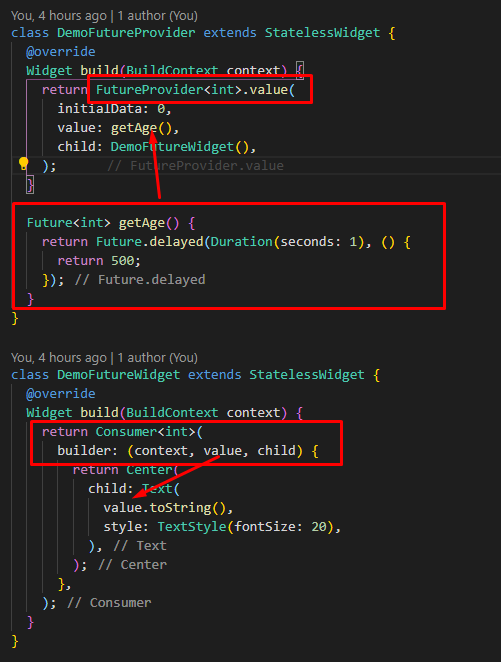 You, 4 hours ago | 1 author (You)
class DemoFutureProvider extends StatelessWidget {
@override
Widget build(BuildContext context) {
return FutureProvider<int>.value(
initialData: 0,
value: getAge(),
child: DemoFutureWidget(),
); // FutureProvider.value
}
Future<int> getAge() {
return Future.delayed(Duration(seconds: 1), () {
return 500;
}); // Future.delayed
}
}
You, 4 hours ago | 1 author (You)
class DemoFutureWidget extends StatelessWidget {
@override
Widget build(BuildContext context) {
return Consumer<int>(
builder: (context, value, child) {
return Center(
child: Text(
value.toString(),
style: TextStyle(fontSize: 20),
), // Text
); // Center
},
); // Consumer
}
}